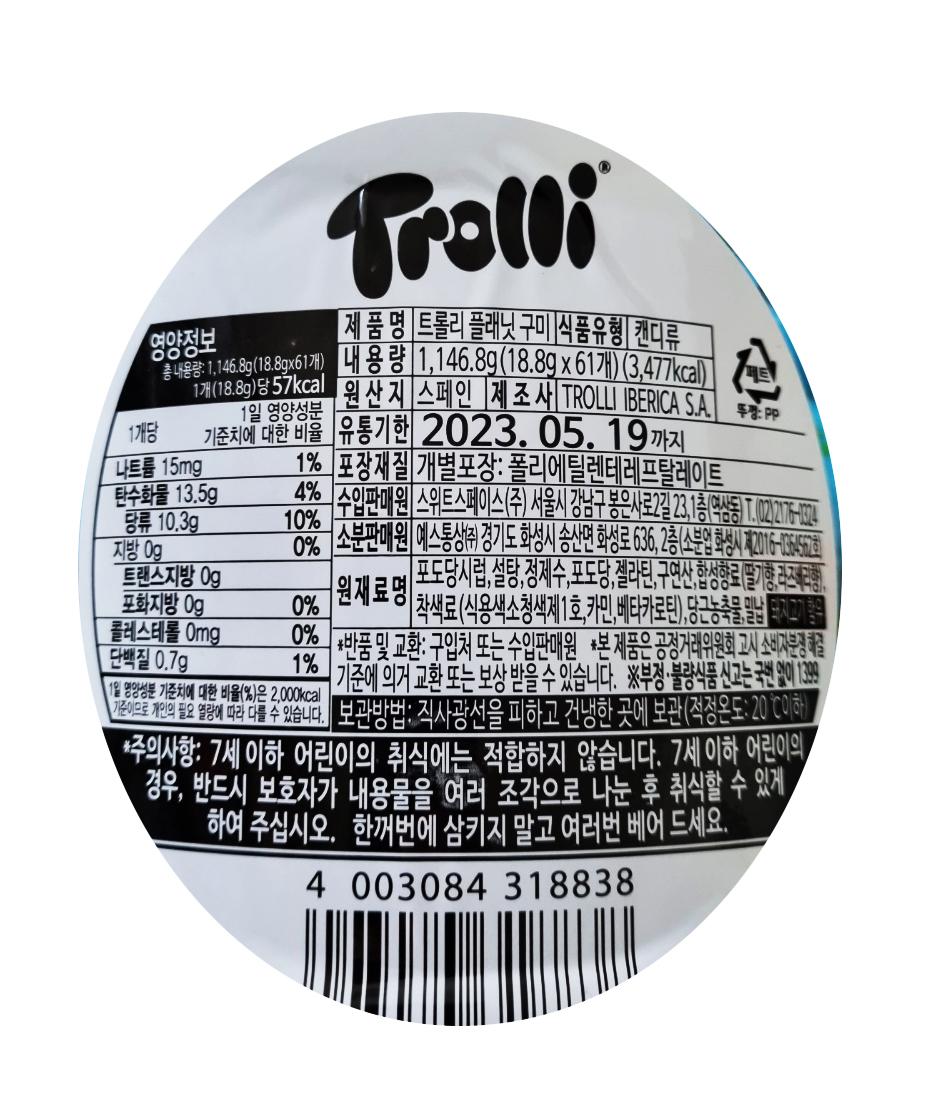 Trolli®
영양정보
총 내용량: 1,146.8g(18.8gx61개)
1개(18.8g)당 57kcal
1개당 1일 영양성분 기준치에 대한 비율
나트륨 15mg 1%
탄수화물 13.5g 4%
당류 10.3g 10%
지방 0g 0%
트랜스지방 0g
포화지방 0g 0%
콜레스테롤 0mg 0%
단백질 0.7g 1%
1일 영양성분 기준치에 대한 비율(%)은 2,000kcal
기준이므로 개인의 필요 열량에 따라 다를 수 있습니다.
제품명 트롤리 플래닛 구미 식품유형 캔디류
내용량 1,146.8g(18.8g x 61개) (3,477kcal)
원산지 스페인 제조사 TROLLI IBERICA S.A.
유통기한 2023. 05. 19까지
포장재질 개별포장: 폴리에틸렌테레프탈레이트
수입판매원 스위트스페이스(주) 서울시 강남구 봉은사로2길 23,1층(역삼동) T.(02)2176-0324
소분판매원 예스통상㈜ 경기도 화성시 송산면 화성로 636, 2층(소분업 화성시 제2016-0364562호)
원재료명 포도당시럽, 설탕, 정제수, 포도당, 젤라틴, 구연산, 합성향료(딸기향, 라즈베리향),
착색료(식용색소청색제1호, 카민, 베타카로틴), 당근농축물, 밀납 돼지고기 함유
*반품 및 교환: 구입처 또는 수입판매원 *본 제품은 공정거래위원회 고시 소비자분쟁해결
기준에 의거 교환 또는 보상 받을 수 있습니다. ※부정·불량식품 신고는 국번 없이 1399
보관방법: 직사광선을 피하고 건냉한 곳에 보관(적정온도: 20℃이하)
페트
뚜껑: PP
*주의사항: 7세 이하 어린이의 취식에는 적합하지 않습니다. 7세 이하 어린이의
경우, 반드시 보호자가 내용물을 여러 조각으로 나눈 후 취식할 수 있게
하여 주십시오. 한꺼번에 삼키지 말고 여러번 베어 드세요.
4 003084 318838